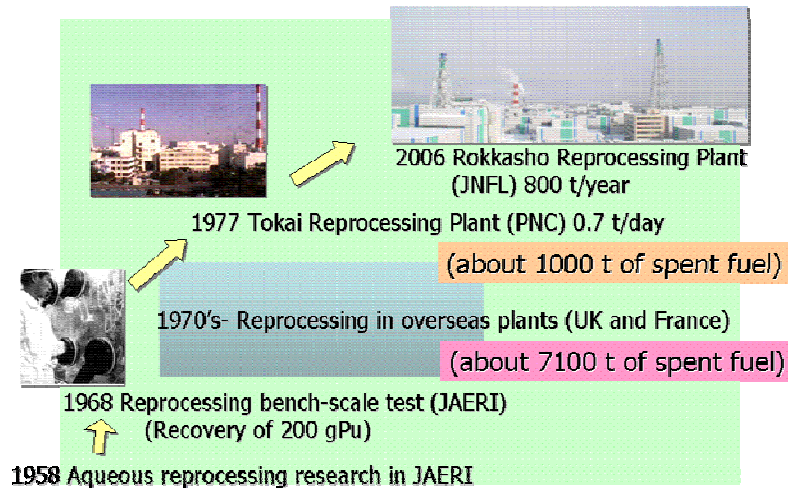 2006 Rokkasho Reprocessing Plant
(JNFL) 800 t/year
1977 Tokai Reprocessing Plant (PNC) 0.7 t/day
(about 1000 t of spent fuel)
1970's- Reprocessing in overseas plants (UK and France)
(about 7100 t of spent fuel)
1968 Reprocessing bench-scale test (JAERI)
(Recovery of 200 gPu)
1958 Aqueous reprocessing research in JAERI